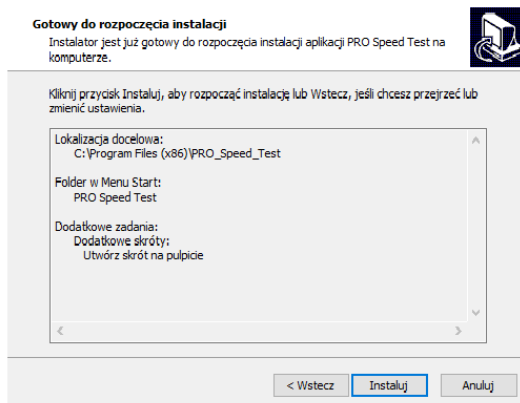 Gotowy do rozpoczęcia instalacji
Instalator jest już gotowy do rozpoczęcia instalacji aplikacji PRO Speed Test na
komputerze.
Kliknij przycisk Instaluj, aby rozpocząć instalację lub Wstecz, jeśli chcesz przejrzeć lub
zmienić ustawienia.
Lokalizacja docelowa:
C:\Program Files (x86)\PRO_Speed_Test
Folder w Menu Start:
PRO Speed Test
Dodatkowe zadania:
Dodatkowe skróty:
Utwórz skrót na pulpicie
< Wstecz
Instaluj
Anuluj